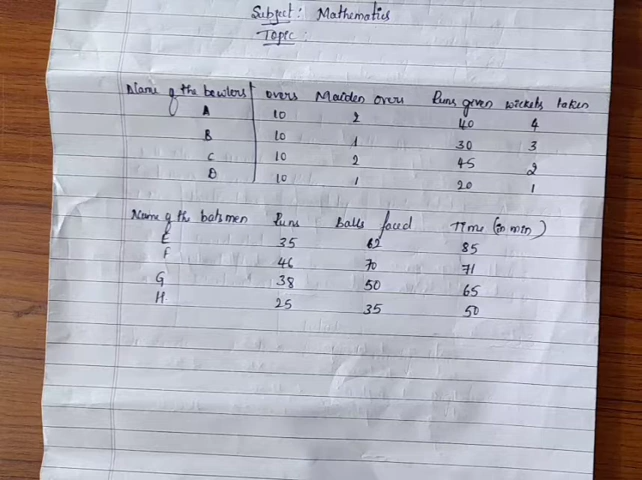 Subject: Mathematics
Topic:
Name of the bowlers overs Maiden overs Runs given wickets taken
A 10 2 40 4
B 10 1 30 3
C 10 2 45 2
D 10 1 20 1
Name of the batsmen Runs Balls faced Time (in min)
E 35 62 85
F 46 70 71
G 38 50 65
H 25 35 50